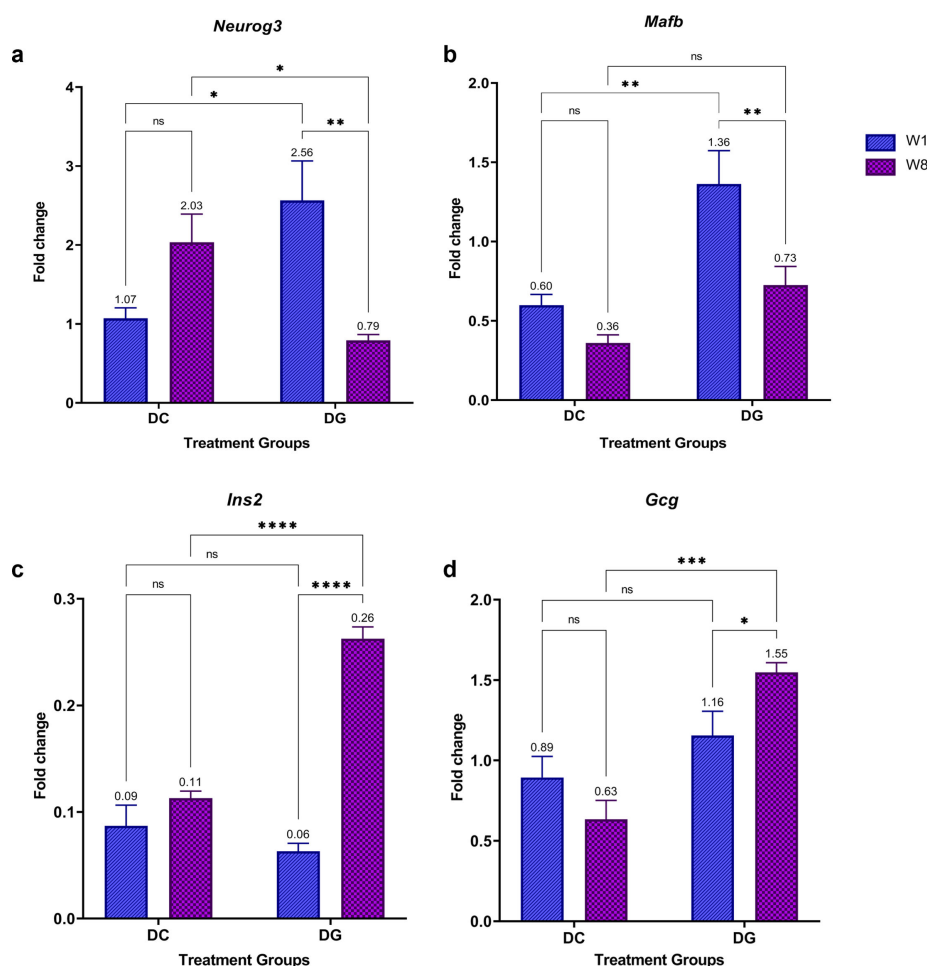 Neurog3
a
*
*
ns
**
4
3
2
1
0
Fold change
1.07
2.03
2.56
0.79
DC
DG
Treatment Groups
Mafb
b
ns
**
ns
**
2.0
1.5
1.0
0.5
0.0
Fold change
0.60
0.36
1.36
0.73
DC
DG
Treatment Groups
W1
W8
Ins2
c
****
ns
ns
****
0.3
0.2
0.1
0.0
Fold change
0.09
0.11
0.06
0.26
DC
DG
Treatment Groups
Gcg
d
***
ns
ns
*
2.0
1.5
1.0
0.5
0.0
Fold change
0.89
0.63
1.16
1.55
DC
DG
Treatment Groups